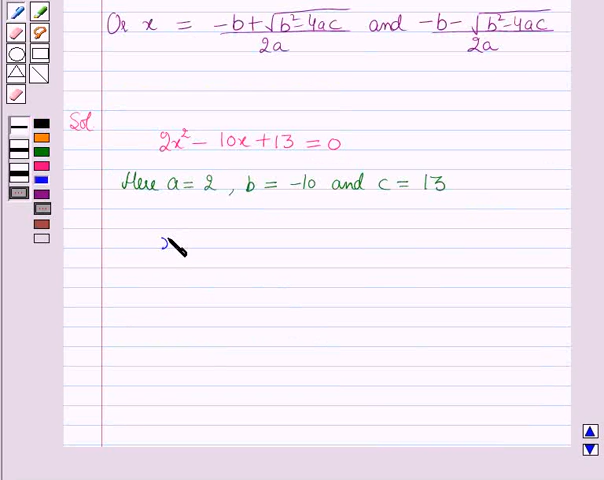 Or x = -b+√b²-4ac/2a and -b-√b²-4ac/2a
Sol
2x² - 10x + 13 = 0
Here a = 2 , b = -10 and c = 13